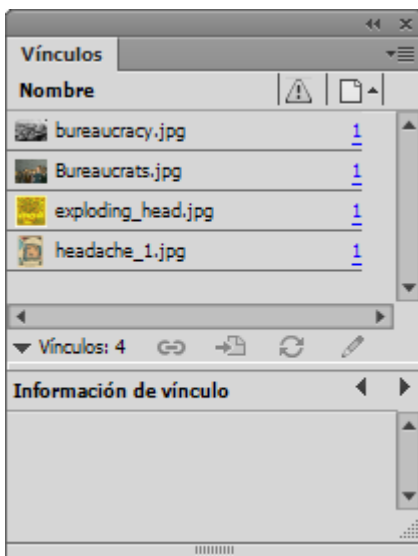 Vínculos
Nombre
bureaucracy.jpg 1
Bureaucrats.jpg 1
exploding_head.jpg 1
headache_1.jpg 1
Vínculos: 4
Información de vínculo